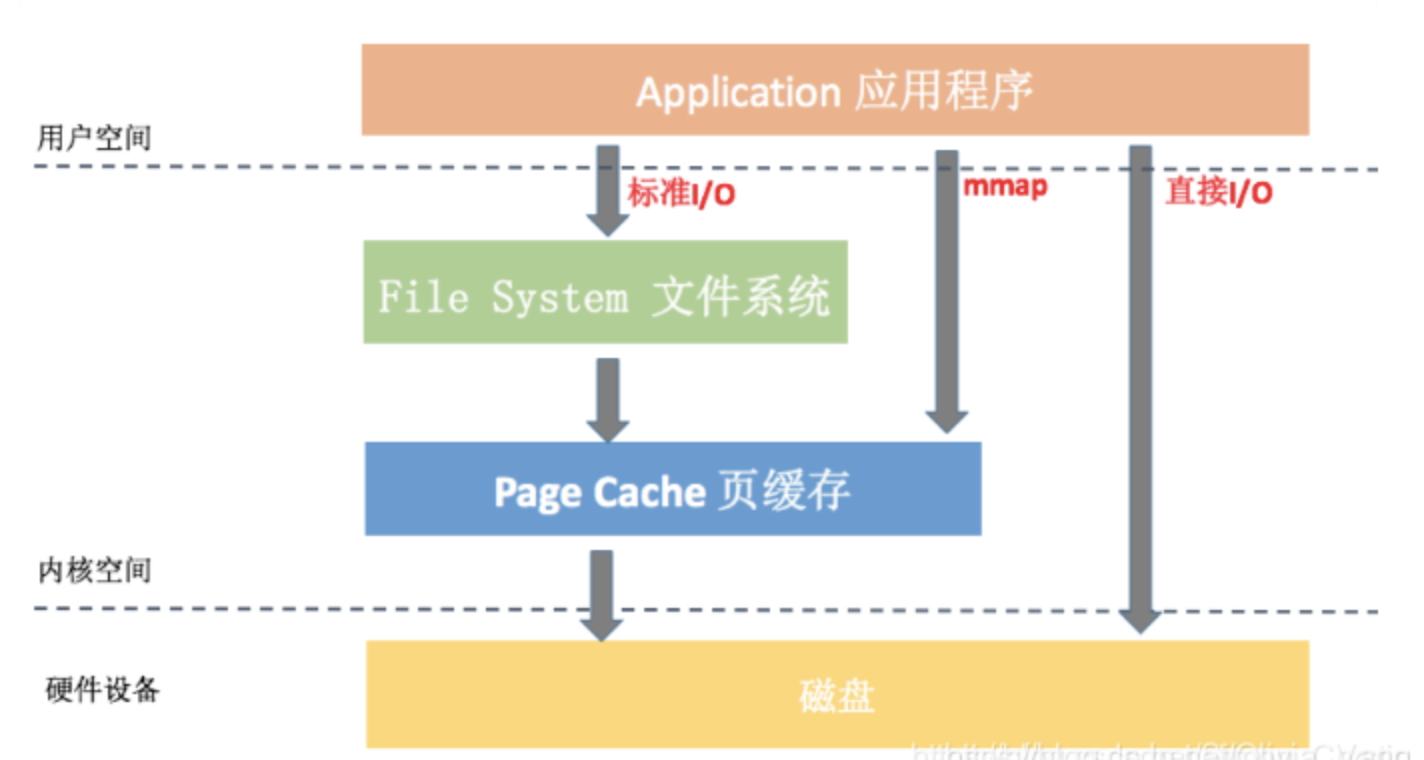 Application 应用程序
用户空间
标准I/O
mmap
直接I/O
File System 文件系统
Page Cache 页缓存
内核空间
硬件设备
磁盘